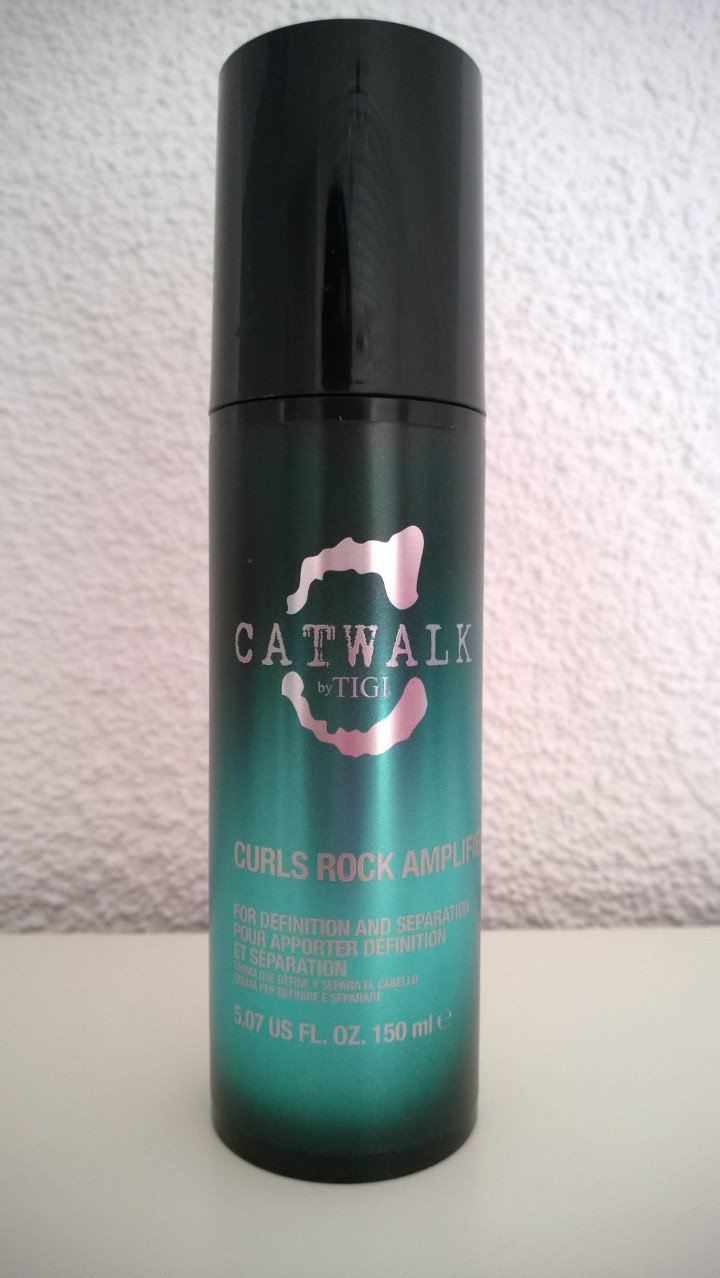 CATWALK
by TIGI
CURLS ROCK AMPLIFIE
FOR DEFINITION AND SEPARATION
POUR APPORTER DÉFINITION
ET SEPARATION
CREMA QUE DEFINE Y SEPARA EL CABELLO
CREMA PER DEFINIRE E SEPARARE
5.07 US FL. OZ. 150 ml ℮